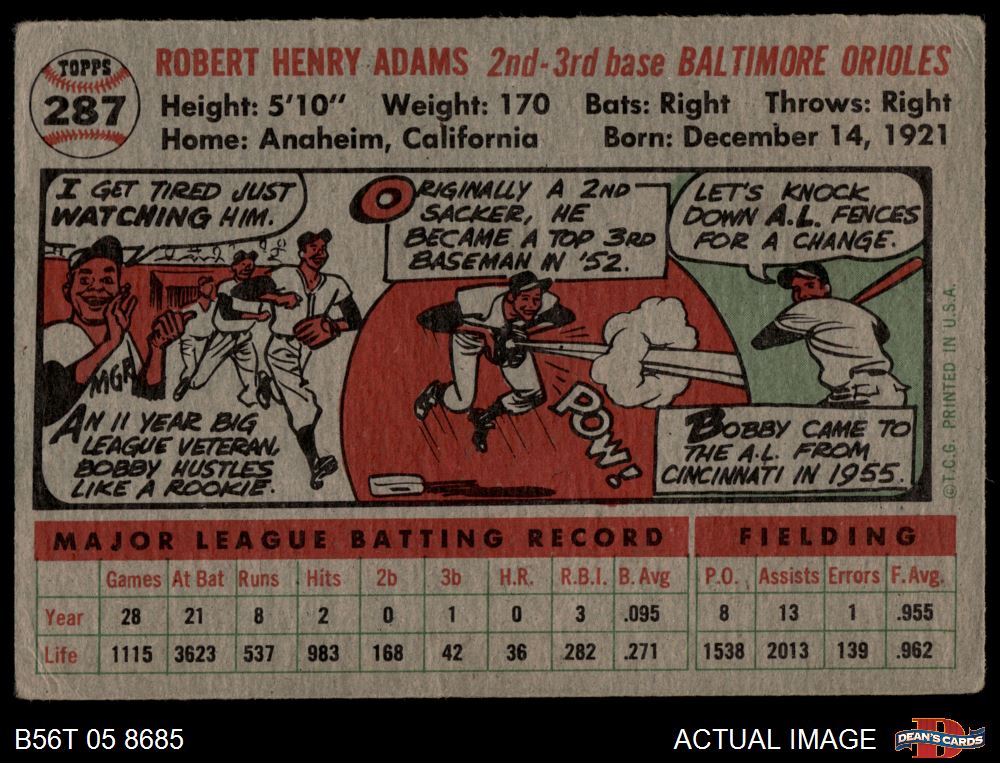 TOPPS
287
ROBERT HENRY ADAMS 2nd-3rd base BALTIMORE ORIOLES
Height: 5'10" Weight: 170 Bats: Right Throws: Right
Home: Anaheim, California Born: December 14, 1921
I GET TIRED JUST
WATCHING HIM.
MGR
AN 11 YEAR BIG
LEAGUE VETERAN,
BOBBY HUSTLES
LIKE A ROOKIE.
ORIGINALLY A 2ND
SACKER, HE
BECAME A TOP 3RD
BASEMAN IN '52.
POW!
LET'S KNOCK
DOWN A.L. FENCES
FOR A CHANGE.
BOBBY CAME TO
THE A.L. FROM
CINCINNATI IN 1955.
©T.C.G. PRINTED IN U.S.A.
MAJOR LEAGUE BATTING RECORD FIELDING
Games At Bat Runs Hits 2b 3b H.R. R.B.I. B. Avg P.O. Assists Errors F. Avg.
Year 28 21 8 2 0 1 0 3 .095 8 13 1 .955
Life 1115 3623 537 983 168 42 36 282 .271 1538 2013 139 .962
B56T 05 8685 ACTUAL IMAGE DEAN'S CARDS